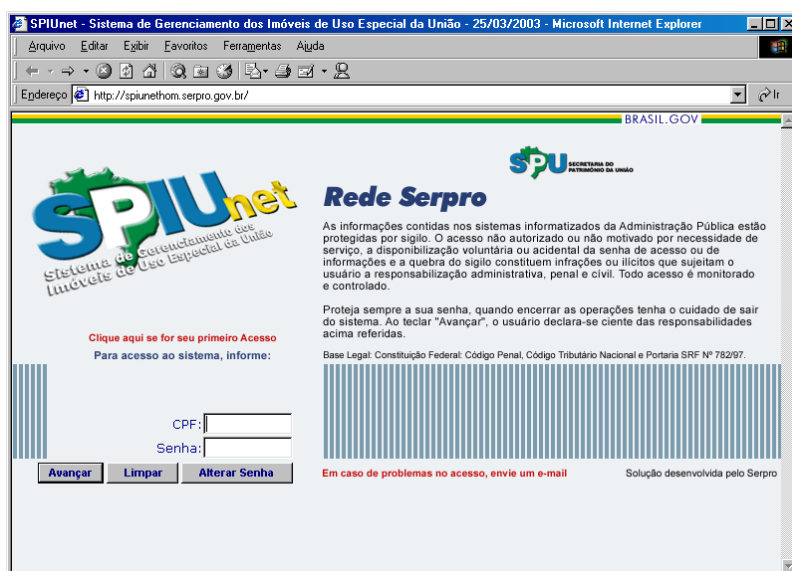 SPIUnet - Sistema de Gerenciamento dos Imóveis de Uso Especial da União - 25/03/2003 - Microsoft Internet Explorer
Arquivo Editar Exibir Favoritos Ferramentas Ajuda
Endereço http://spiunethom.serpro.gov.br/ Ir
BRASIL.GOV
SPU SECRETARIA DO
PATRIMÔNIO DA UNIÃO
SPIUnet
Sistema de Gerenciamento dos
Imóveis de Uso Especial da União
Rede Serpro
As informações contidas nos sistemas informatizados da Administração Pública estão
protegidas por sigilo. O acesso não autorizado ou não motivado por necessidade de
serviço, a disponibilização voluntária ou acidental da senha de acesso ou de
informações e a quebra do sigilo constituem infrações ou ilícitos que sujeitam o
usuário a responsabilização administrativa, penal e cívil. Todo acesso é monitorado
e controlado.
Proteja sempre a sua senha, quando encerrar as operações tenha o cuidado de sair
do sistema. Ao teclar "Avançar", o usuário declara-se ciente das responsabilidades
acima referidas.
Base Legal: Constituição Federal: Código Penal, Código Tributário Nacional e Portaria SRF Nº 782/97.
Clique aqui se for seu primeiro Acesso
Para acesso ao sistema, informe:
CPF:
Senha:
Avançar Limpar Alterar Senha
Em caso de problemas no acesso, envie um e-mail
Solução desenvolvida pelo Serpro